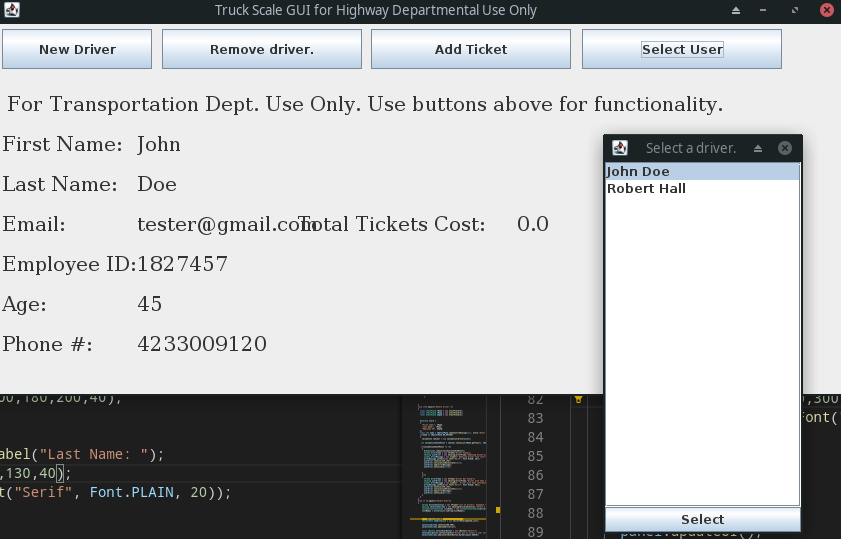 Truck Scale GUI for Highway Departmental Use Only
New Driver
Remove driver.
Add Ticket
Select User
For Transportation Dept. Use Only. Use buttons above for functionality.
First Name: John
Last Name: Doe
Email: tester@gmail.com Total Tickets Cost: 0.0
Employee ID:1827457
Age: 45
Phone #: 4233009120
Select a driver.
John Doe
Robert Hall
Select
00,180,200,40);
abel("Last Name: ");
,130,40);
t("Serif", Font.PLAIN, 20));
82
83
84
85
86
87
88
89
,300
Font("
panel.updateUI();